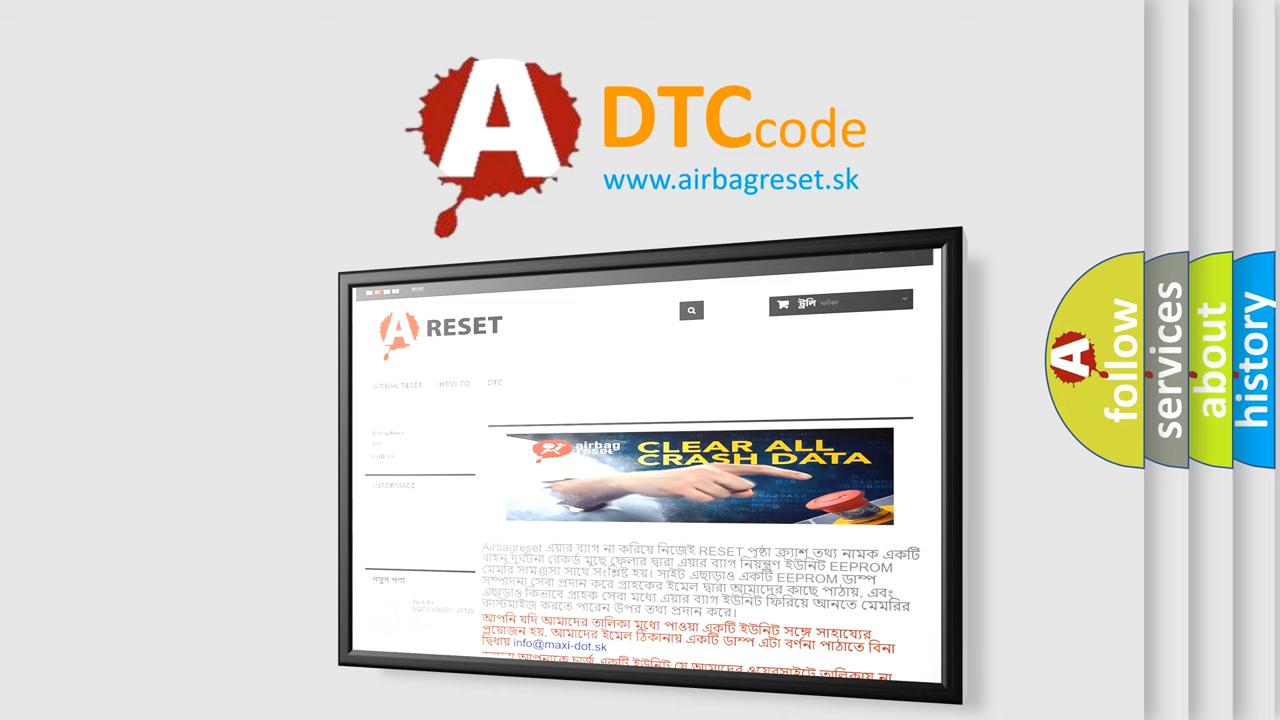 A
DTC code
www.airbagreset.sk
বাংলা
A RESET
ট্রলি ফাঁকা
AIRBAG RESET HOW TO DTC
INFORMACE
airbag
reset
CLEAR ALL
CRASH DATA
Airbagreset এয়ার ব্যাগ না করিয়ে নিজেই RESET পৃষ্ঠা ক্র্যাশ তথ্য নামক একটি
বাহন দুর্ঘটনা রেকর্ড মুছে ফেলার দ্বারা এয়ার ব্যাগ নিয়ন্ত্রণ ইউনিট EEPROM
মেমরি সামঞ্জস্য সাথে সংশ্লিষ্ট হয়। সাইট এছাড়াও একটি EEPROM ডাম্প
সম্পাদনা সেবা প্রদান করে গ্রাহকের ইমেল দ্বারা আমাদের কাছে পাঠায়, এবং
এছাড়াও কিভাবে গ্রাহক সেবা মধ্যে এয়ার ব্যাগ ইউনিট ফিরিয়ে আনতে মেমরির
কাস্টমাইজ করতে পারেন উপর তথ্য প্রদান করে।
আপনি যদি আমাদের তালিকা মধ্যে পাওয়া একটি ইউনিট সঙ্গে সাহায্যের
প্রয়োজন হয়, আমাদের ইমেল ঠিকানায় একটি ডাম্প এটা বর্ণনা পাঠাতে বিনা
দ্বিধায় info@maxi-dot.sk
নতুন পণ্য
A
follow
services
about
history